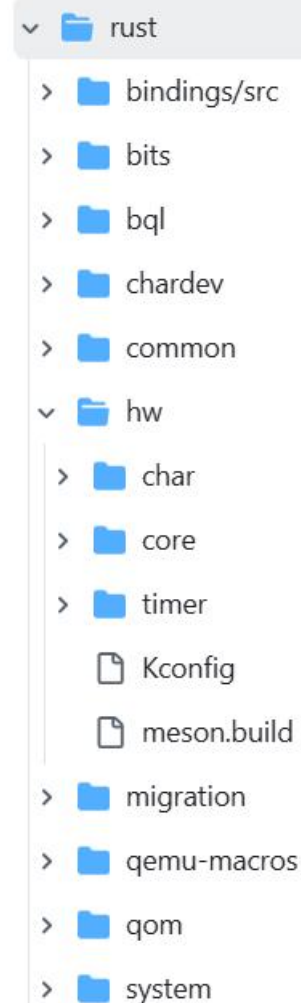 rust
bindings/src
bits
bql
chardev
common
hw
char
core
timer
Kconfig
meson.build
migration
qemu-macros
qom
system